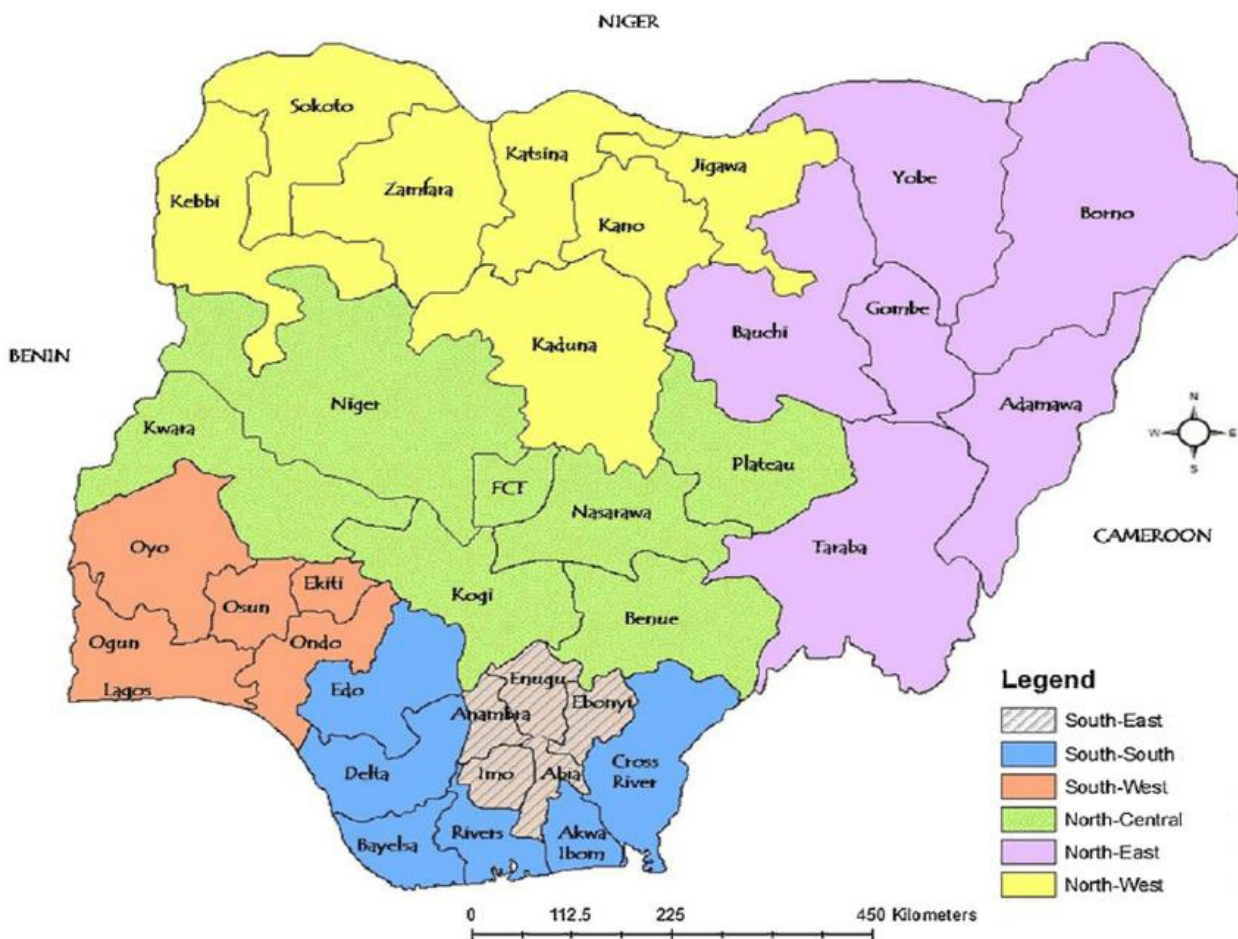 NIGER
Sokoto
Katsina
Jigawa
Yobe
Zamfara
Kebbi
Borno
Kano
Gombe
Bauchi
Kaduna
BENIN
Niger
Adamawa
N
W E
S
Kwara
Plateau
FCT
Nasarawa
CAMEROON
Oyo
Taraba
Ekiti
Kogi
Osun
Benue
Ogun
Ondo
Lagos
Edo
Enugu
Ebonyi
Anambra
Cross
River
Delta
Imo
Abia
Rivers
Akwa
Ibom
Bayelsa
Legend
South-East
South-South
South-West
North-Central
North-East
North-West
0 112.5 225 450 Kilometers